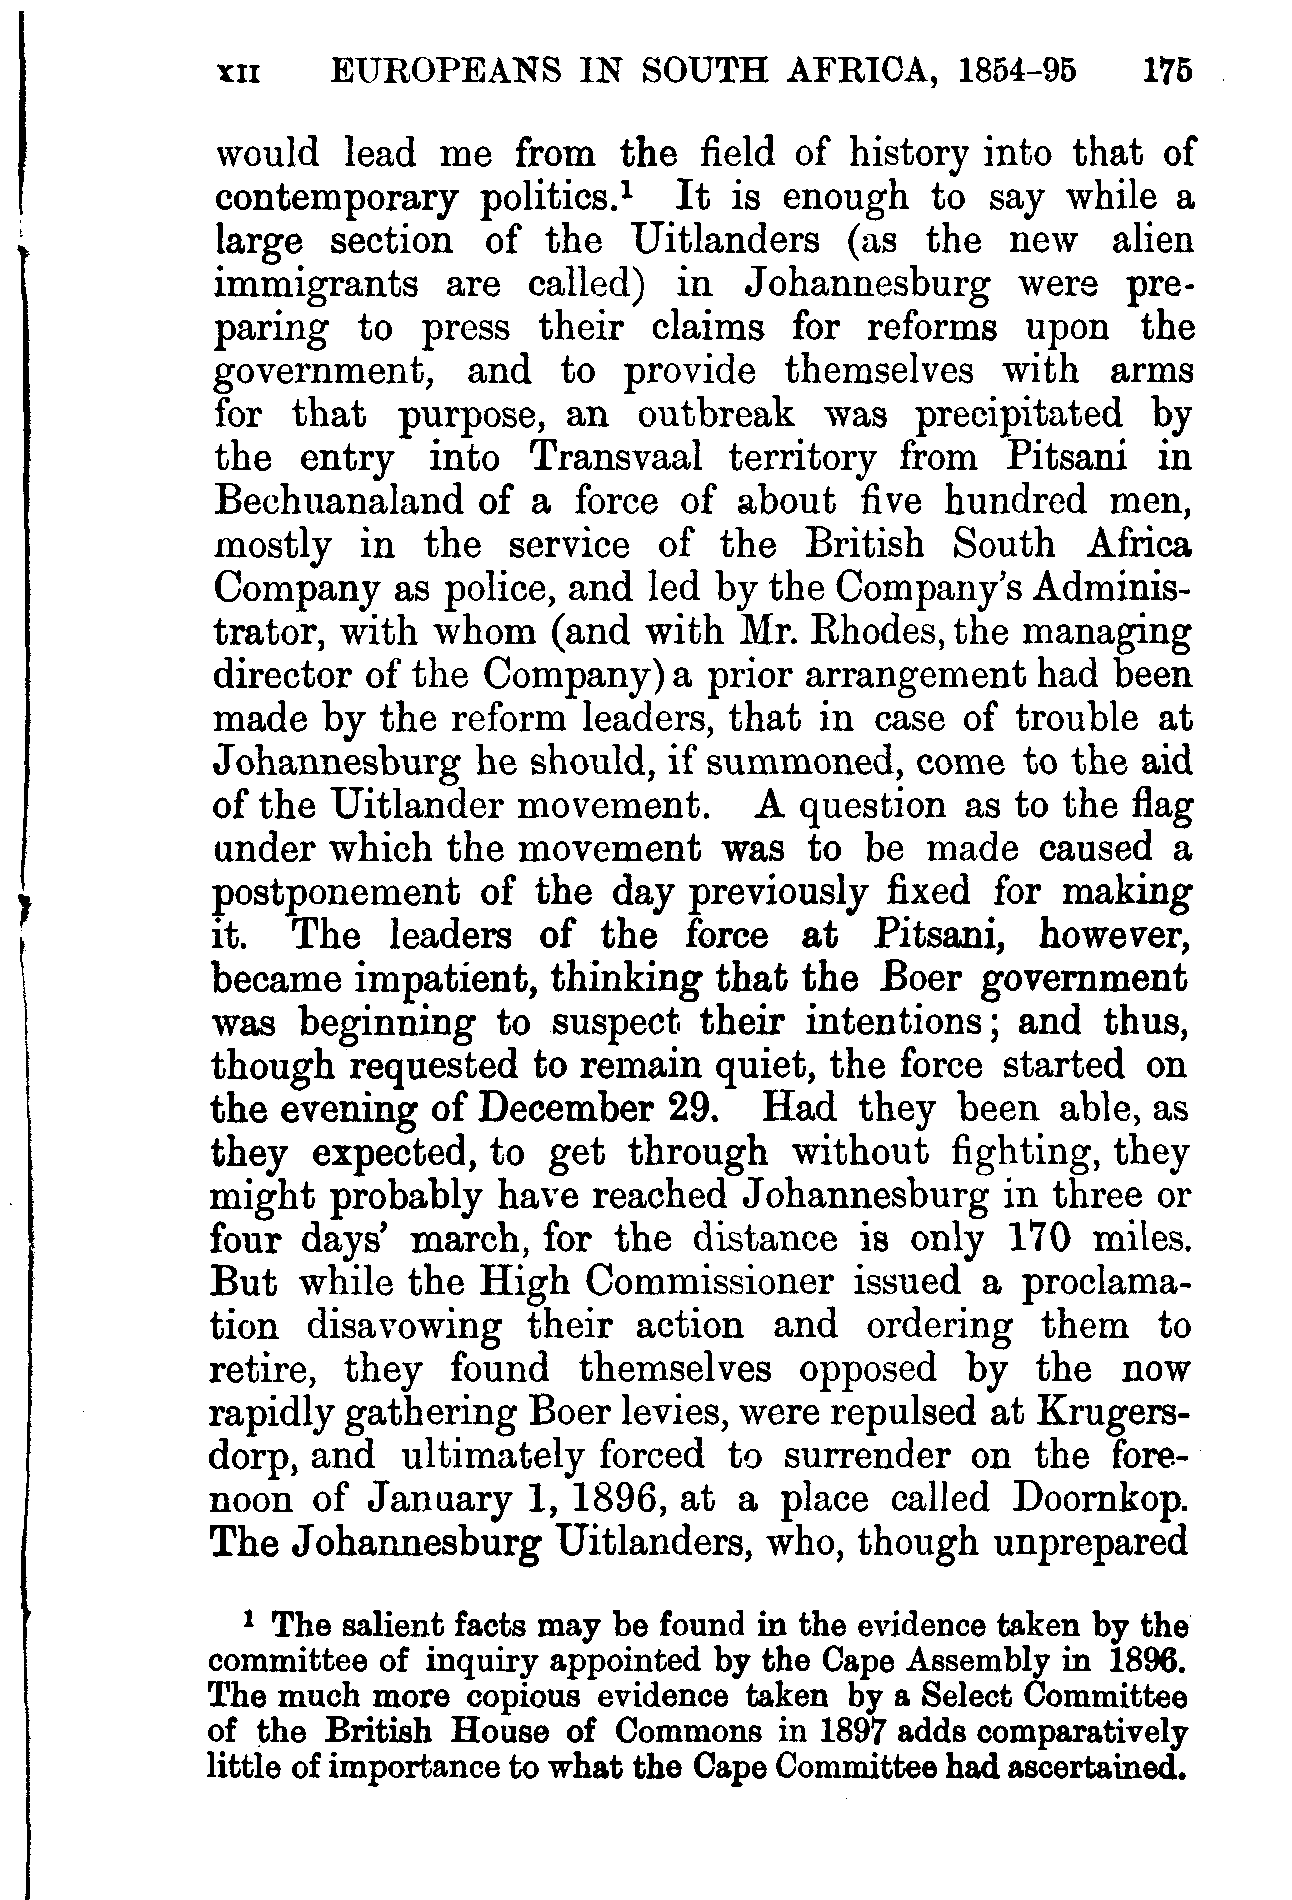 XII EUROPEANS IN SOUTH AFRICA, 1854-95 175
would lead me from the field of history into that of
contemporary politics.¹ It is enough to say while a
large section of the Uitlanders (as the new alien
immigrants are called) in Johannesburg were pre-
paring to press their claims for reforms upon the
government, and to provide themselves with arms
for that purpose, an outbreak was precipitated by
the entry into Transvaal territory from Pitsani in
Bechuanaland of a force of about five hundred men,
mostly in the service of the British South Africa
Company as police, and led by the Company's Adminis-
trator, with whom (and with Mr. Rhodes, the managing
director of the Company) a prior arrangement had been
made by the reform leaders, that in case of trouble at
Johannesburg he should, if summoned, come to the aid
of the Uitlander movement. A question as to the flag
under which the movement was to be made caused a
postponement of the day previously fixed for making
it. The leaders of the force at Pitsani, however,
became impatient, thinking that the Boer government
was beginning to suspect their intentions; and thus,
though requested to remain quiet, the force started on
the evening of December 29. Had they been able, as
they expected, to get through without fighting, they
might probably have reached Johannesburg in three or
four days' march, for the distance is only 170 miles.
But while the High Commissioner issued a proclama-
tion disavowing their action and ordering them to
retire, they found themselves opposed by the now
rapidly gathering Boer levies, were repulsed at Krugers-
dorp, and ultimately forced to surrender on the fore-
noon of January 1, 1896, at a place called Doornkop.
The Johannesburg Uitlanders, who, though unprepared
¹ The salient facts may be found in the evidence taken by the
committee of inquiry appointed by the Cape Assembly in 1896.
The much more copious evidence taken by a Select Committee
of the British House of Commons in 1897 adds comparatively
little of importance to what the Cape Committee had ascertained.